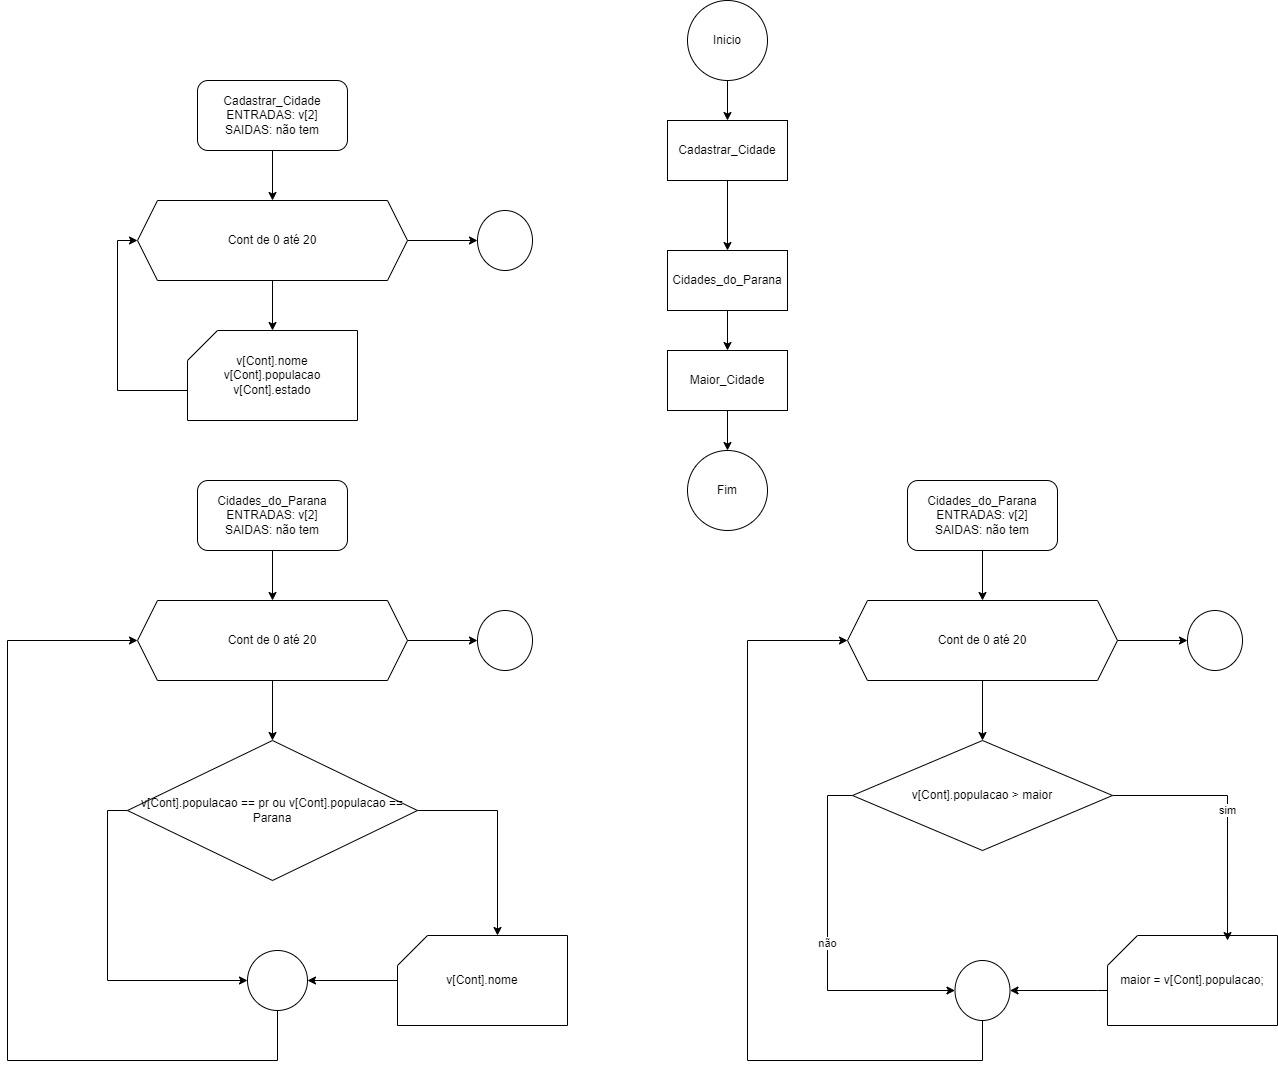 Inicio
Cadastrar_Cidade
ENTRADAS: v[2]
SAIDAS: não tem
Cadastrar_Cidade
Cont de 0 até 20
Cidades_do_Parana
v[Cont].nome
v[Cont].populacao
v[Cont].estado
Maior_Cidade
Fim
Cidades_do_Parana
ENTRADAS: v[2]
SAIDAS: não tem
Cont de 0 até 20
v[Cont].populacao == pr ou v[Cont].populacao ==
Parana
v[Cont].nome
Cidades_do_Parana
ENTRADAS: v[2]
SAIDAS: não tem
Cont de 0 até 20
v[Cont].populacao > maior
sim
não
maior = v[Cont].populacao;